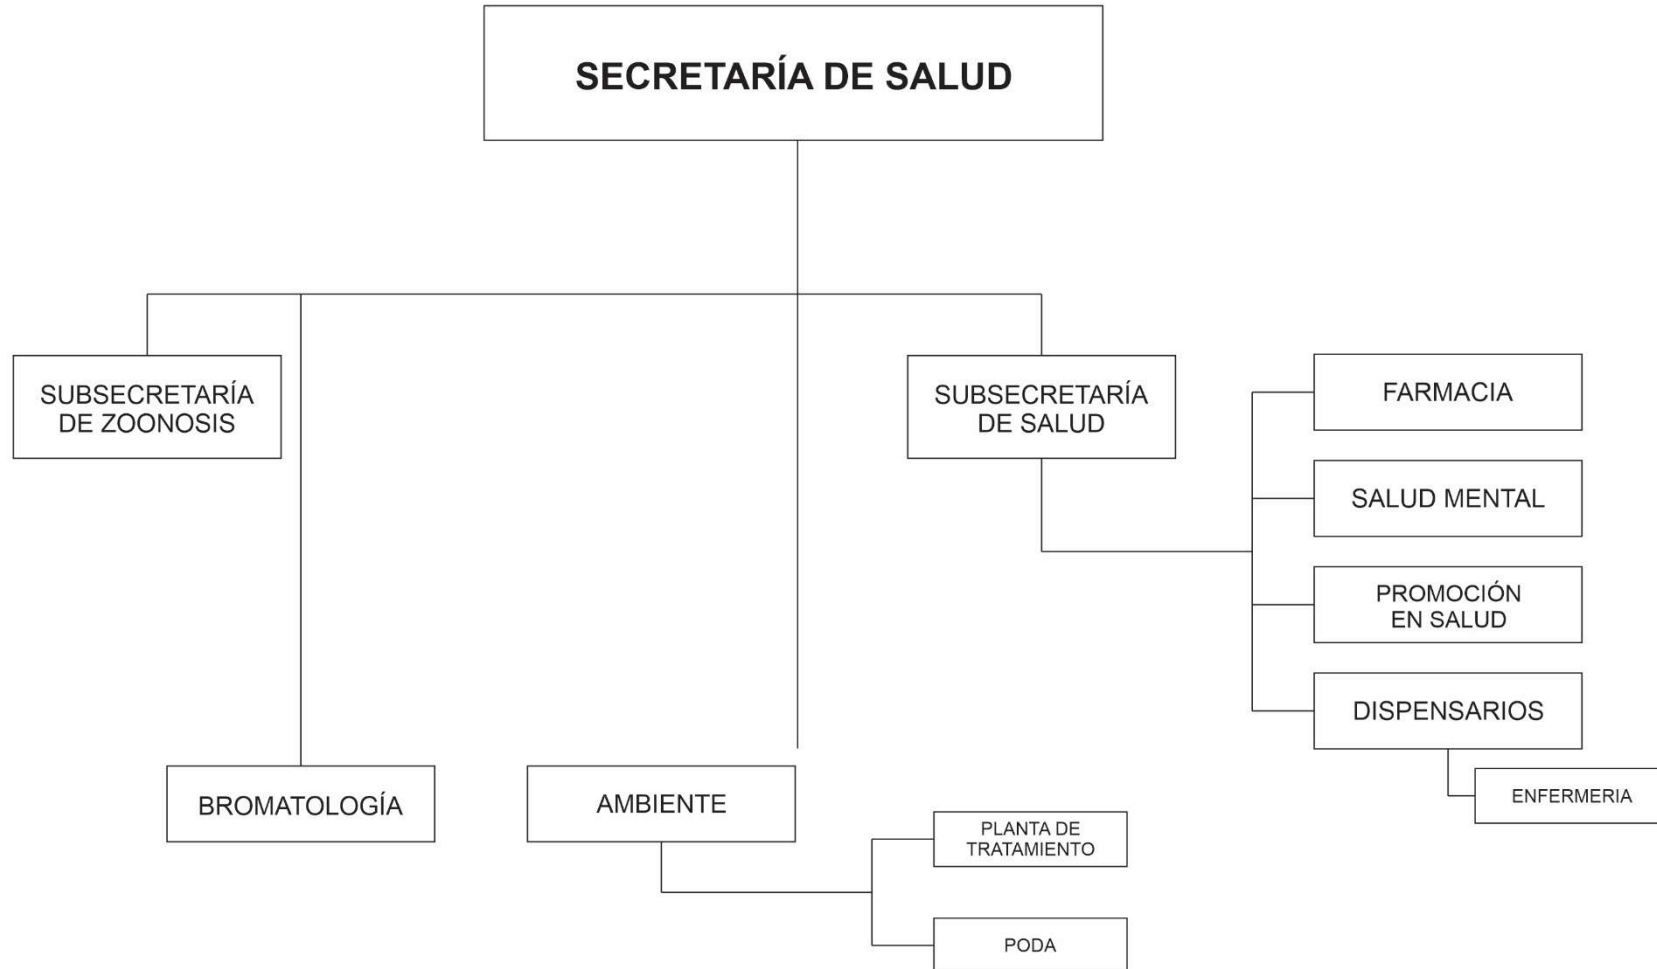 SECRETARÍA DE SALUD
SUBSECRETARÍA
DE ZOONOSIS
SUBSECRETARÍA
DE SALUD
FARMACIA
SALUD MENTAL
PROMOCIÓN
EN SALUD
DISPENSARIOS
ENFERMERIA
BROMATOLOGÍA
AMBIENTE
PLANTA DE
TRATAMIENTO
PODA